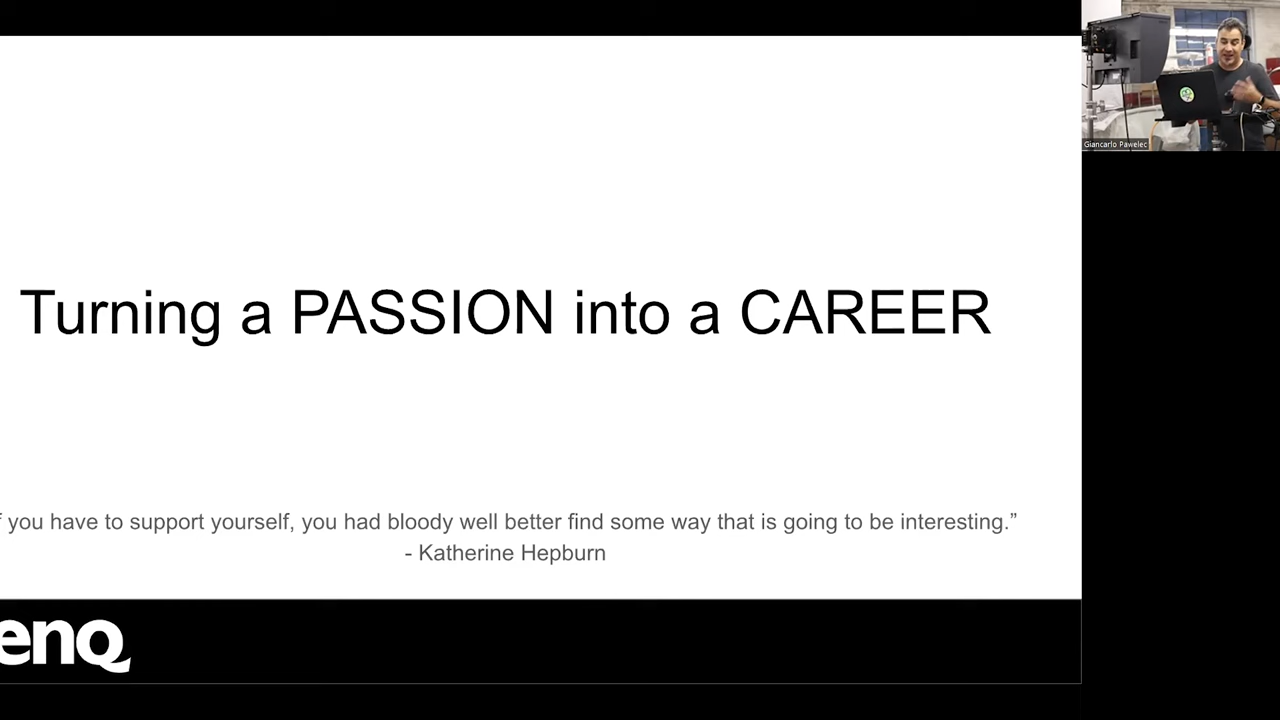 Giancarlo Pawelec
Turning a PASSION into a CAREER
f you have to support yourself, you had bloody well better find some way that is going to be interesting.”
- Katherine Hepburn
enQ